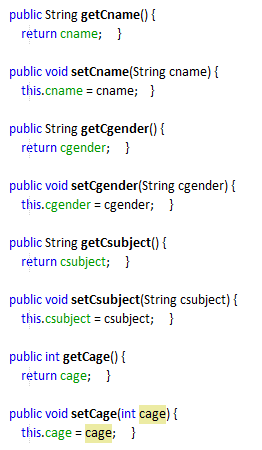 public String getCname() {
return cname;    }
public void setCname(String cname) {
this.cname = cname;    }
public String getCgender() {
return cgender;    }
public void setCgender(String cgender) {
this.cgender = cgender;    }
public String getCsubject() {
return csubject;    }
public void setCsubject(String csubject) {
this.csubject = csubject;    }
public int getCage() {
return cage;    }
public void setCage(int cage) {
this.cage = cage;    }